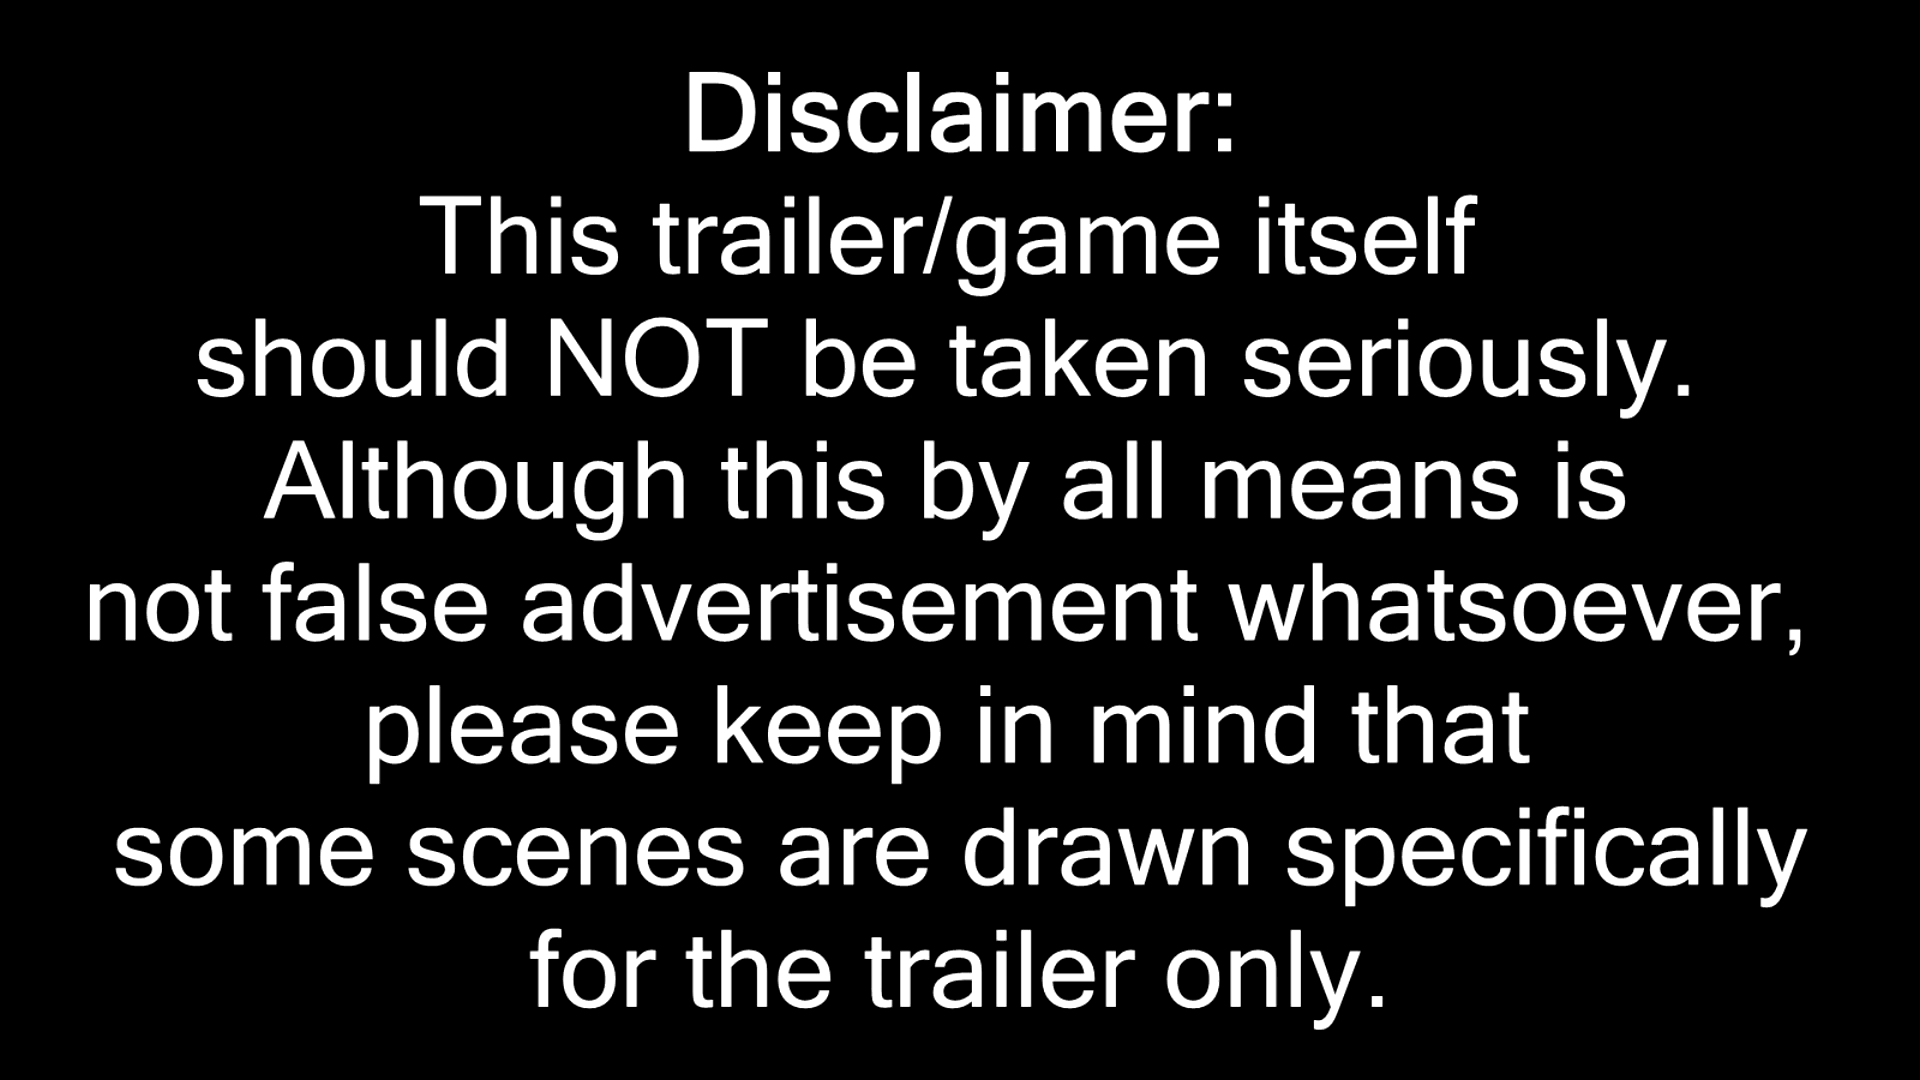 Disclaimer:
This trailer/game itself
should NOT be taken seriously.
Although this by all means is
not false advertisement whatsoever,
please keep in mind that
some scenes are drawn specifically
for the trailer only.